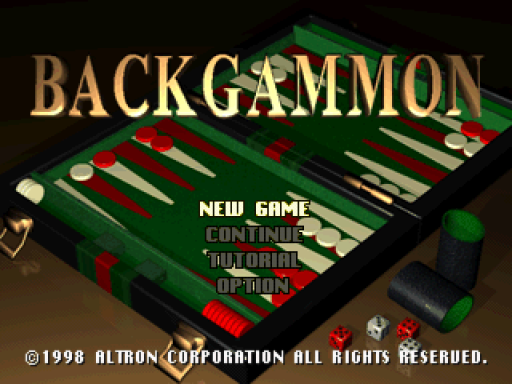 BACKGAMMON
NEW GAME
CONTINUE
TUTORIAL
OPTION
©1998 ALTRON CORPORATION ALL RIGHTS RESERVED.